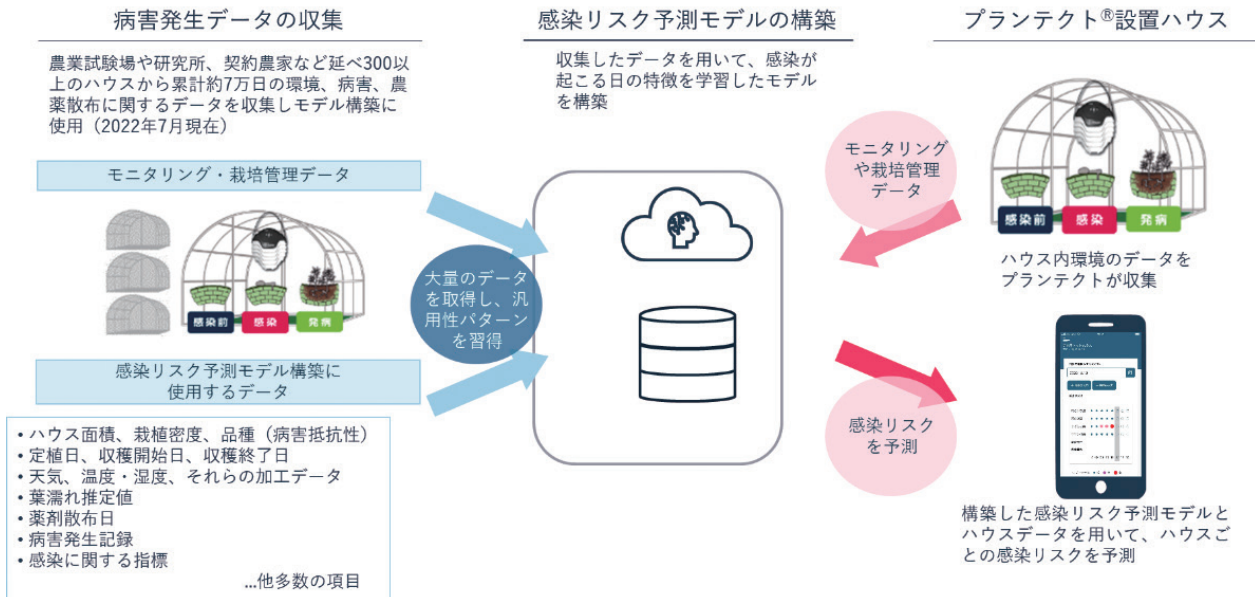 病害発生データの収集
農業試験場や研究所、契約農家など延べ300以
上のハウスから累計約7万日の環境、病害、農
薬散布に関するデータを収集しモデル構築に
使用（2022年7月現在）
モニタリング・栽培管理データ
感染前
感染
発病
感染リスク予測モデル構築に
使用するデータ
• ハウス面積、栽植密度、品種（病害抵抗性）
• 定植日、収穫開始日、収穫終了日
• 天気、温度・湿度、それらの加工データ
• 葉濡れ推定値
• 薬剤散布日
• 病害発生記録
• 感染に関する指標
...他多数の項目
大量のデータ
を取得し、汎
用性パターン
を習得
感染リスク予測モデルの構築
収集したデータを用いて、感染が
起こる日の特徴を学習したモデル
を構築
モニタリング
や栽培管理
データ
感染リスク
を予測
プランテクト®設置ハウス
感染前
感染
発病
ハウス内環境のデータを
プランテクトが収集
構築した感染リスク予測モデルと
ハウスデータを用いて、ハウスご
との感染リスクを予測